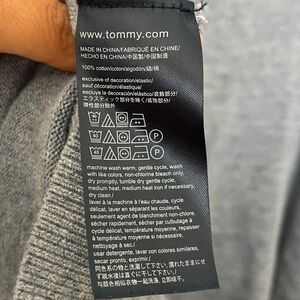 www.tommy.com
MADE IN CHINA/FABRIQUÉ EN CHINE/
HECHO EN CHINA/中国製/中国制造
100% cotton/coton/algodón/綿/棉
exclusive of decoration/elastic/
sauf décoration/élastique/
excluye la decoración/elástico/装飾部分/
エラスティック部分を除く/装饰部分/
弹性部分除外
40
40
P
machine wash warm, gentle cycle, wash
with like colors, non-chlorine bleach only.
dry promptly, tumble dry gentle cycle,
medium heat, medium heat iron if necessary,
dry clean./
laver à la machine à l'eau chaude, cycle
délicat, laver en séparant les couleurs.
seulement agent de blanchiment non-chlore.
sécher rapidement, sécher par culbutage cycle
délicat, température moyenne, repasser
à température moyenne si nécessaire.
nettoyage à sec./
usar detergente, lavar con colores similares.
secar pronto. exprimir./